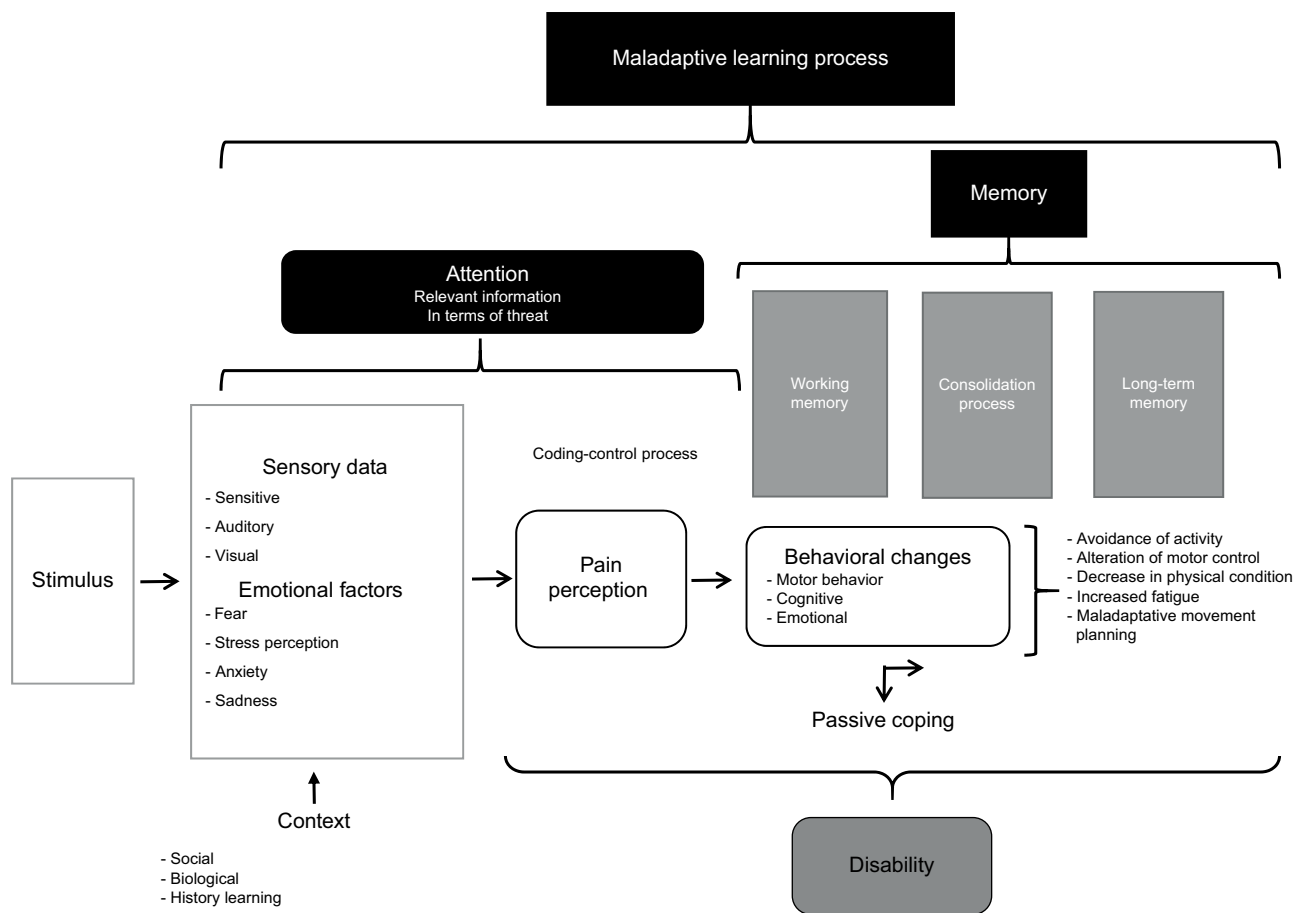 Maladaptive learning process
Memory
Attention
Relevant information
In terms of threat
Working
memory
Consolidation
process
Long-term
memory
Coding-control process
Stimulus
Sensory data
- Sensitive
- Auditory
- Visual
Emotional factors
- Fear
- Stress perception
- Anxiety
- Sadness
Pain
perception
Behavioral changes
- Motor behavior
- Cognitive
- Emotional
- Avoidance of activity
- Alteration of motor control
- Decrease in physical condition
- Increased fatigue
- Maladaptative movement
planning
Passive coping
Context
- Social
- Biological
- History learning
Disability